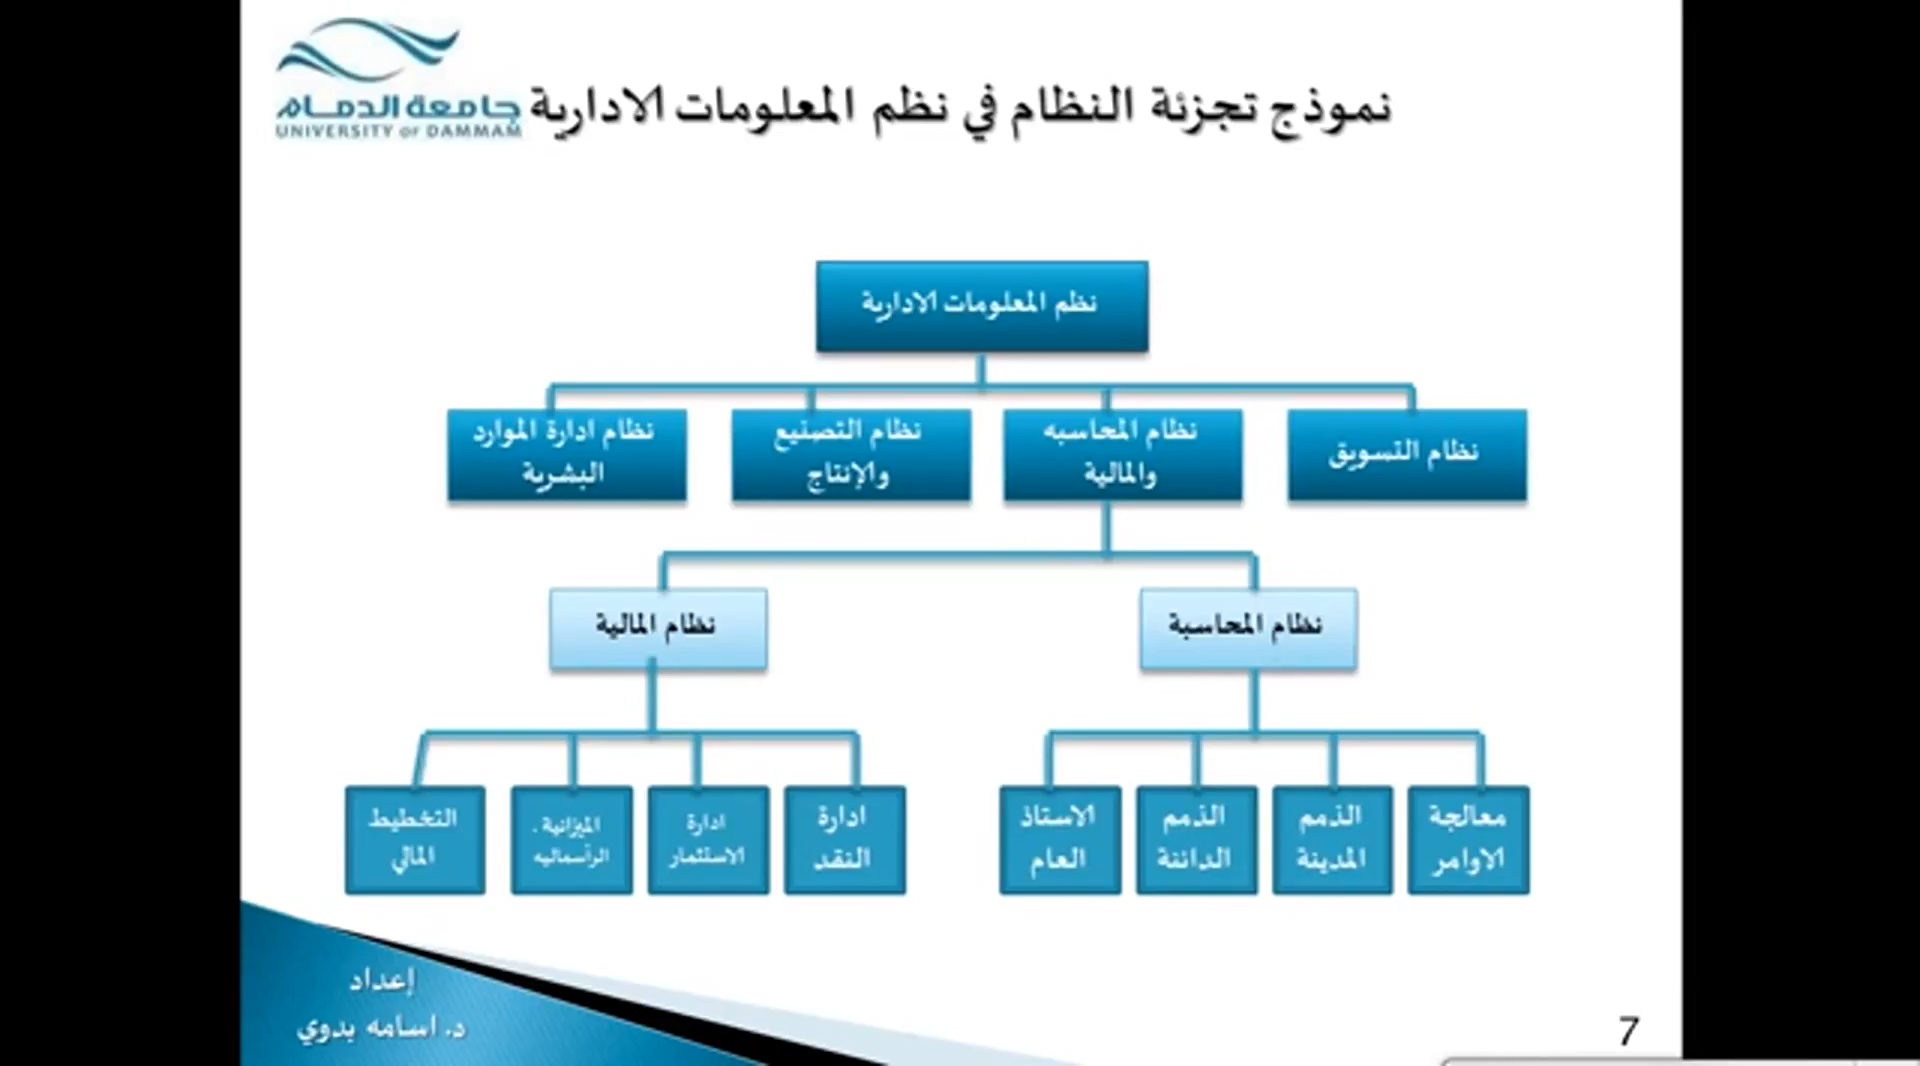 جامعة الدمام
UNIVERSITY of DAMMAM
نموذج تجزئة النظام في نظم المعلومات الادارية
نظم المعلومات الادارية
نظام التسويق
نظام المحاسبه
والمالية
نظام التصنيع
والإنتاج
نظام ادارة الموارد
البشرية
نظام المحاسبة
نظام المالية
معالجة
الاوامر
الذمم
المدينة
الذمم
الدائنة
الاستاذ
العام
ادارة
النقد
ادارة
الاستثمار
الميزانية .
الرأسماليه
التخطيط
المالي
إعداد
د. اسامه بدوي
7